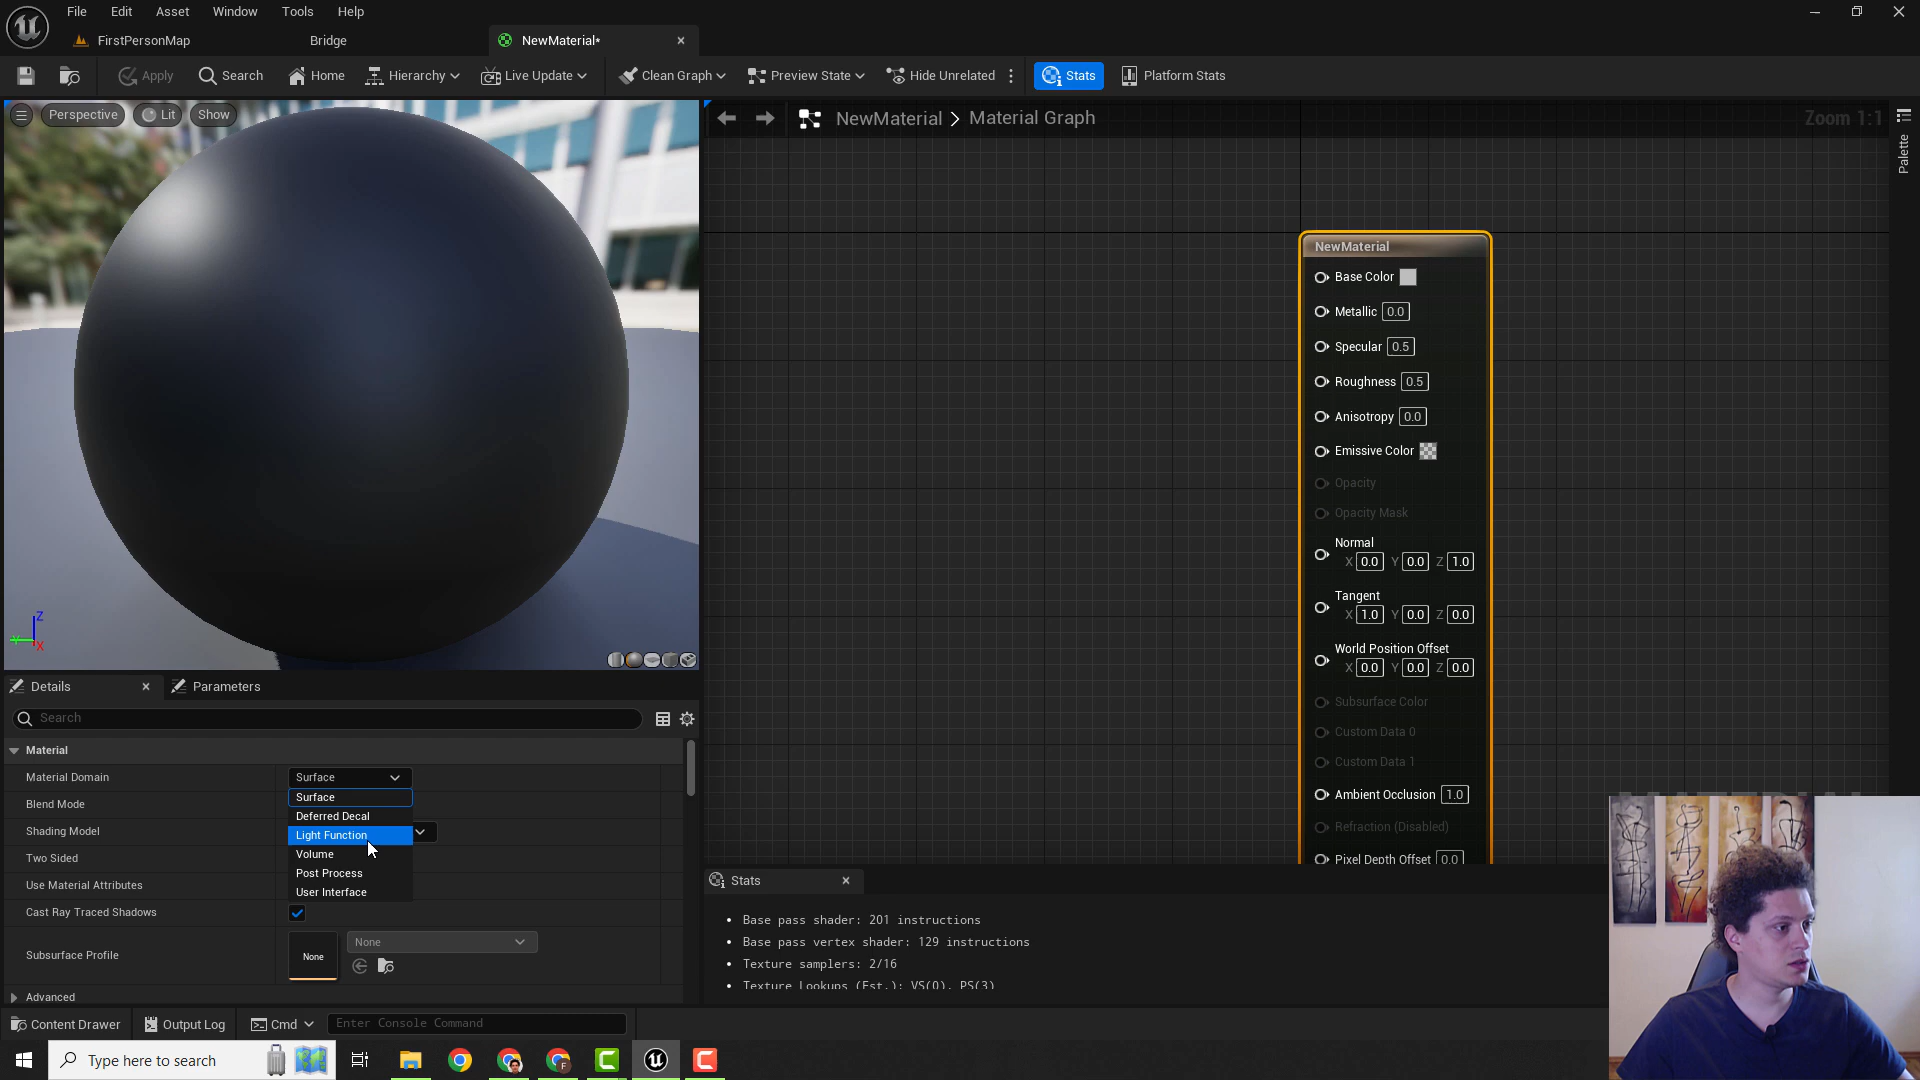 File Edit Asset Window Tools Help
FirstPersonMap Bridge NewMaterial*
Apply Search Home Hierarchy Live Update Clean Graph Preview State Hide Unrelated Stats Platform Stats
Perspective Lit Show
NewMaterial > Material Graph
Zoom 1:1
Palette
NewMaterial
Base Color
Metallic 0.0
Specular 0.5
Roughness 0.5
Anisotropy 0.0
Emissive Color
Opacity
Opacity Mask
Normal
X 0.0 Y 0.0 Z 1.0
Tangent
X 1.0 Y 0.0 Z 0.0
World Position Offset
X 0.0 Y 0.0 Z 0.0
Subsurface Color
Custom Data 0
Custom Data 1
Ambient Occlusion 1.0
Refraction (Disabled)
Pixel Depth Offset 0.0
Z
X
Details Parameters
Search
Material
Material Domain Surface
Surface
Blend Mode
Deferred Decal
Shading Model
Light Function
Two Sided
Volume
Use Material Attributes
Post Process
User Interface
Cast Ray Traced Shadows
Subsurface Profile None None
Advanced
Stats
• Base pass shader: 201 instructions
• Base pass vertex shader: 129 instructions
• Texture samplers: 2/16
• Texture Lookups (Est.): VS(0), PS(3)
Content Drawer Output Log Cmd Enter Console Command
Type here to search